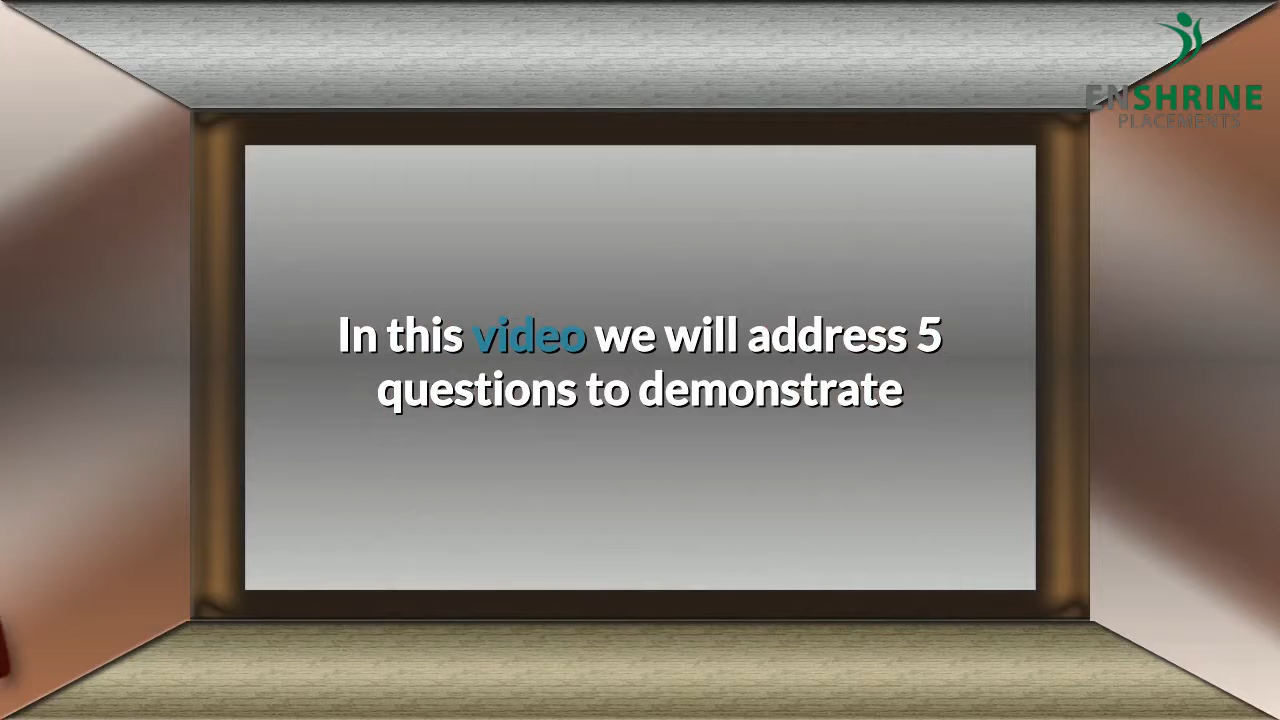 ENSHRINE
PLACEMENTS
In this video we will address 5
questions to demonstrate